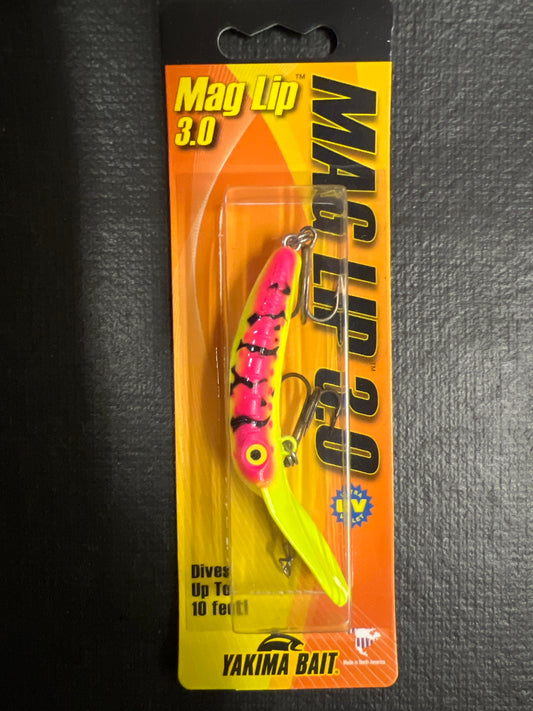 Mag Lip™
3.0
MAG LIP™ 3.0
UV
Dives
Up To
10 feet!
YAKIMA BAIT®
Made in North America